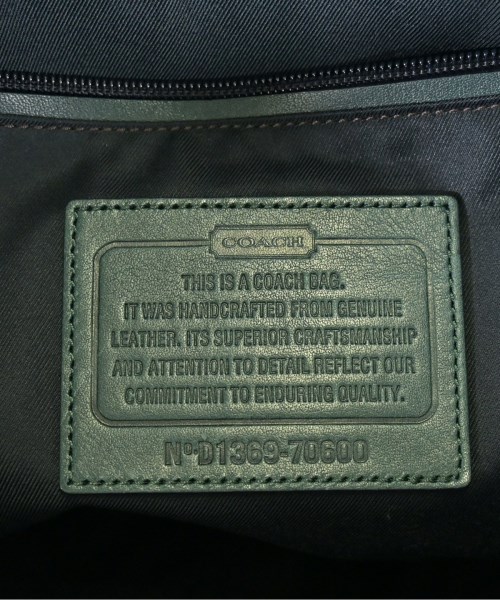 COACH
THIS IS A COACH BAG.
IT WAS HANDCRAFTED FROM GENUINE
LEATHER. ITS SUPERIOR CRAFTSMANSHIP
AND ATTENTION TO DETAIL REFLECT OUR
COMMITMENT TO ENDURING QUALITY.
Nº·D1369-70600